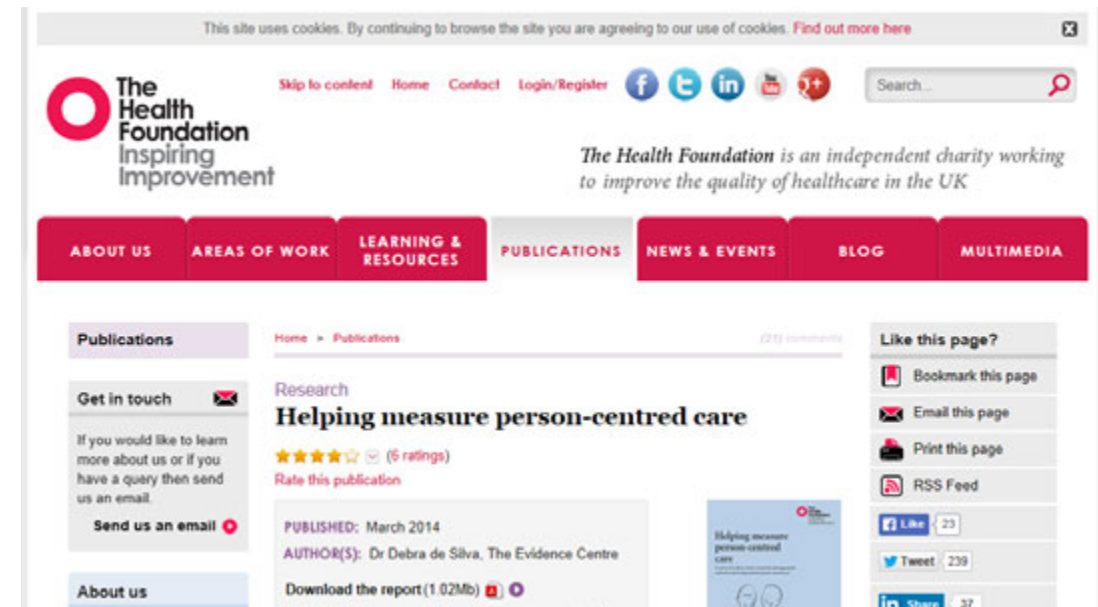 This site uses cookies. By continuing to browse the site you are agreeing to our use of cookies. Find out more here
The
Health
Foundation
Inspiring
Improvement
Skip to content Home Contact Login/Register
Search...
The Health Foundation is an independent charity working
to improve the quality of healthcare in the UK
ABOUT US
AREAS OF WORK
LEARNING &
RESOURCES
PUBLICATIONS
NEWS & EVENTS
BLOG
MULTIMEDIA
Publications
Get in touch
If you would like to learn
more about us or if you
have a query then send
us an email.
Send us an email
About us
Home > Publications
(21) comments
Research
Helping measure person-centred care
(6 ratings)
Rate this publication
PUBLISHED: March 2014
AUTHOR(S): Dr Debra de Silva, The Evidence Centre
Download the report (1.02Mb)
Helping measure
person-centred
care
Like this page?
Bookmark this page
Email this page
Print this page
RSS Feed
Like 23
Tweet 239
in Share 37